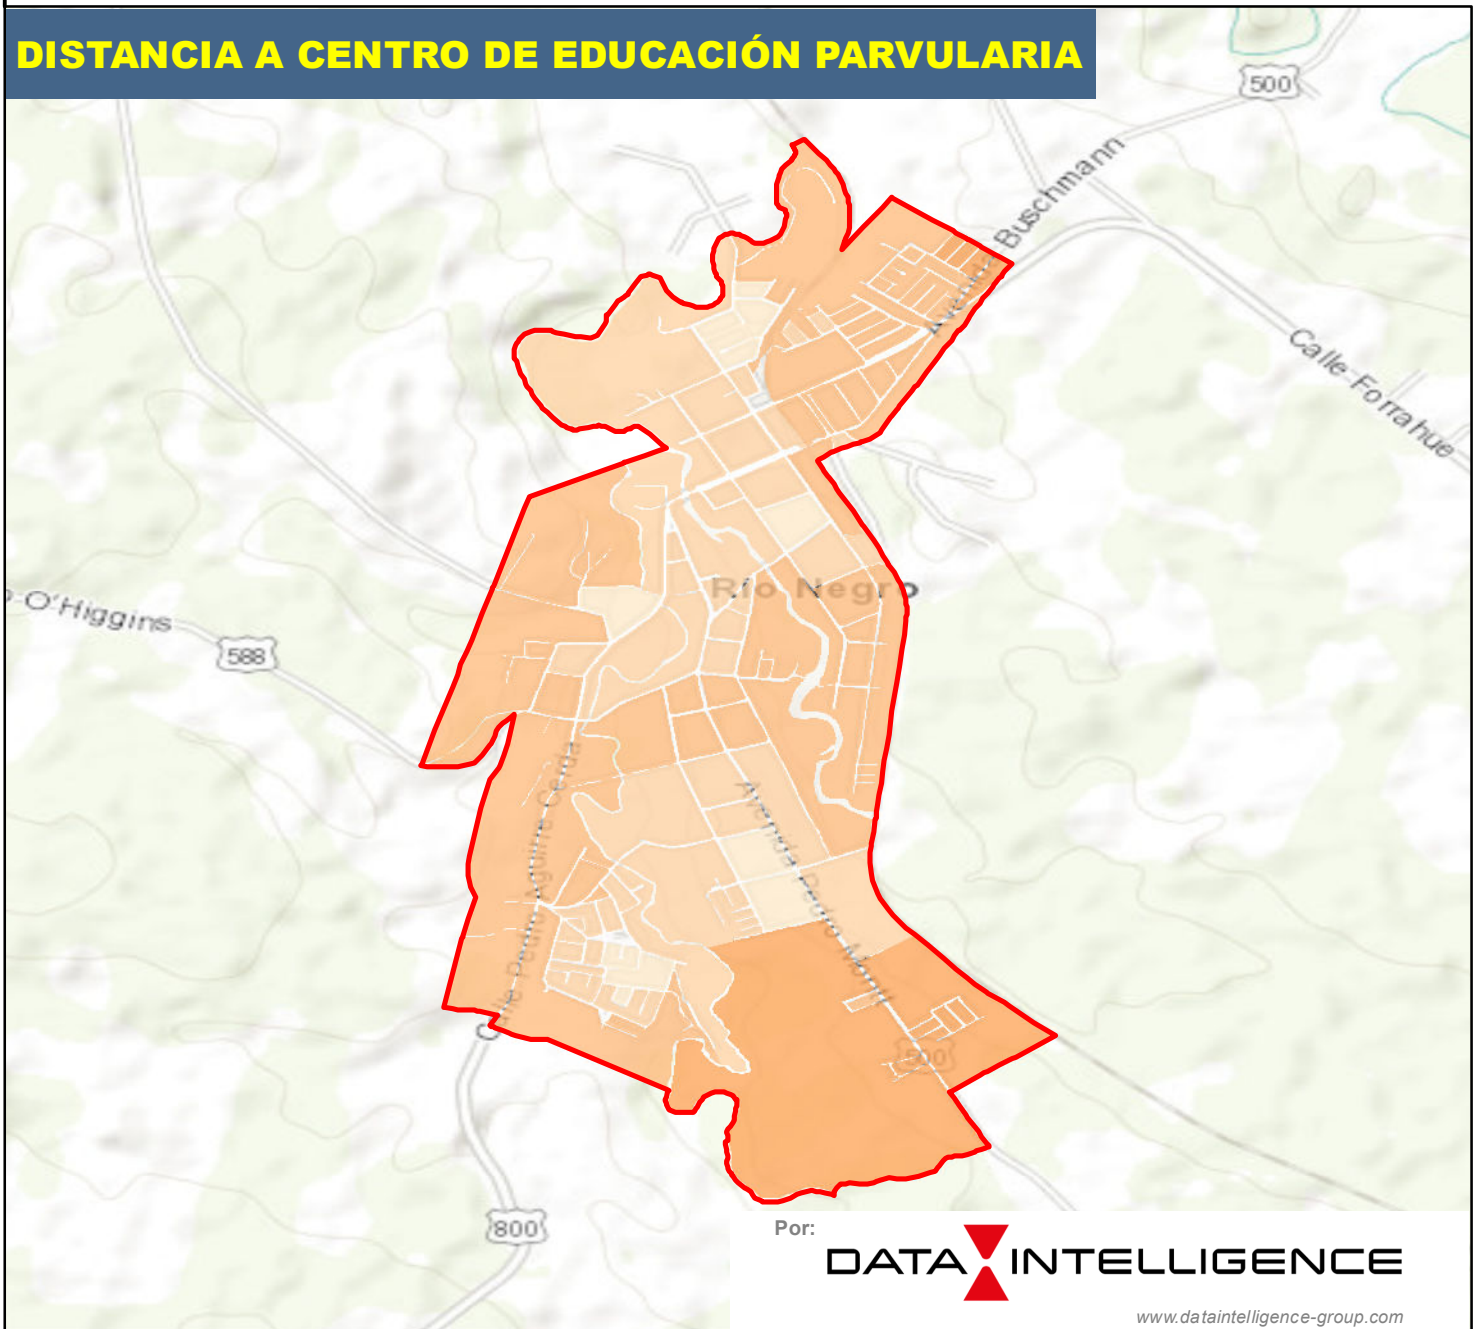 DISTANCIA A CENTRO DE EDUCACIÓN PARVULARIA
500
Avenida Buschmann
Calle Forrahue
Río Negro
O'Higgins
588
Calle Pedro Aguirre Cerda
Avenida Pedro Montt
500
800
Por:
DATA INTELLIGENCE
www.dataintelligence-group.com